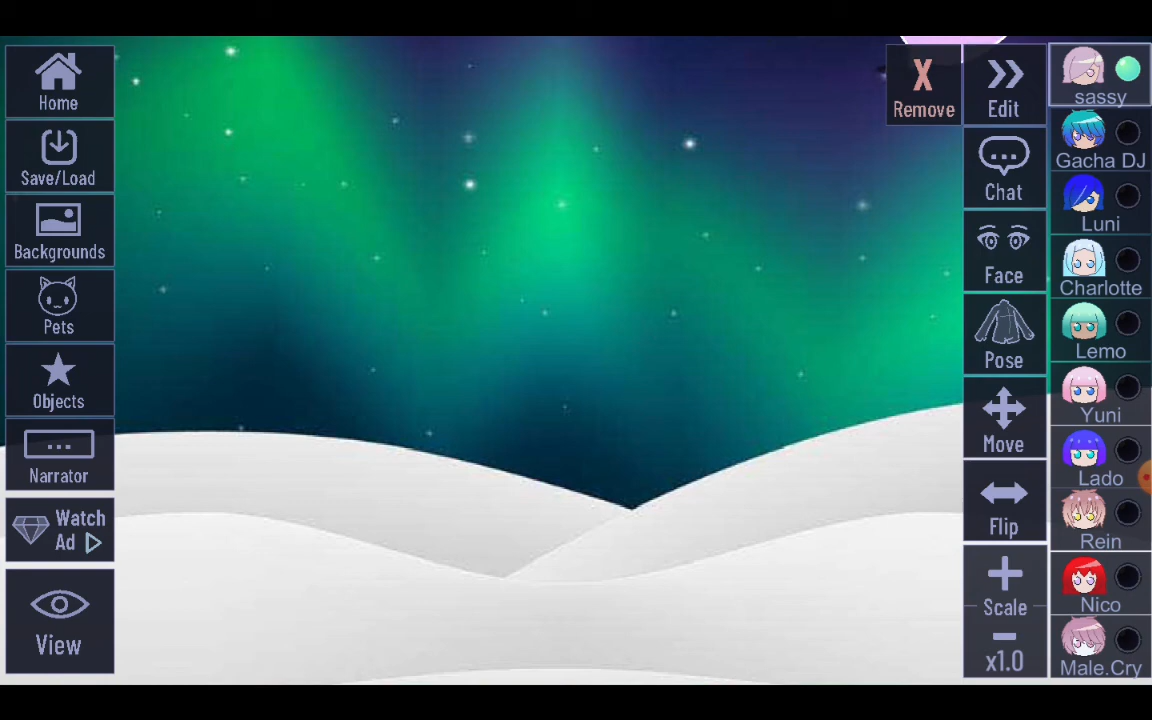 Home
Save/Load
Backgrounds
Pets
Objects
...
Narrator
Watch
Ad
View
X
Remove
Edit
...
Chat
Face
Pose
Move
Flip
+
Scale
-
x1.0
sassy
Gacha DJ
Luni
Charlotte
Lemo
Yuni
Lado
Rein
Nico
Male.Cry